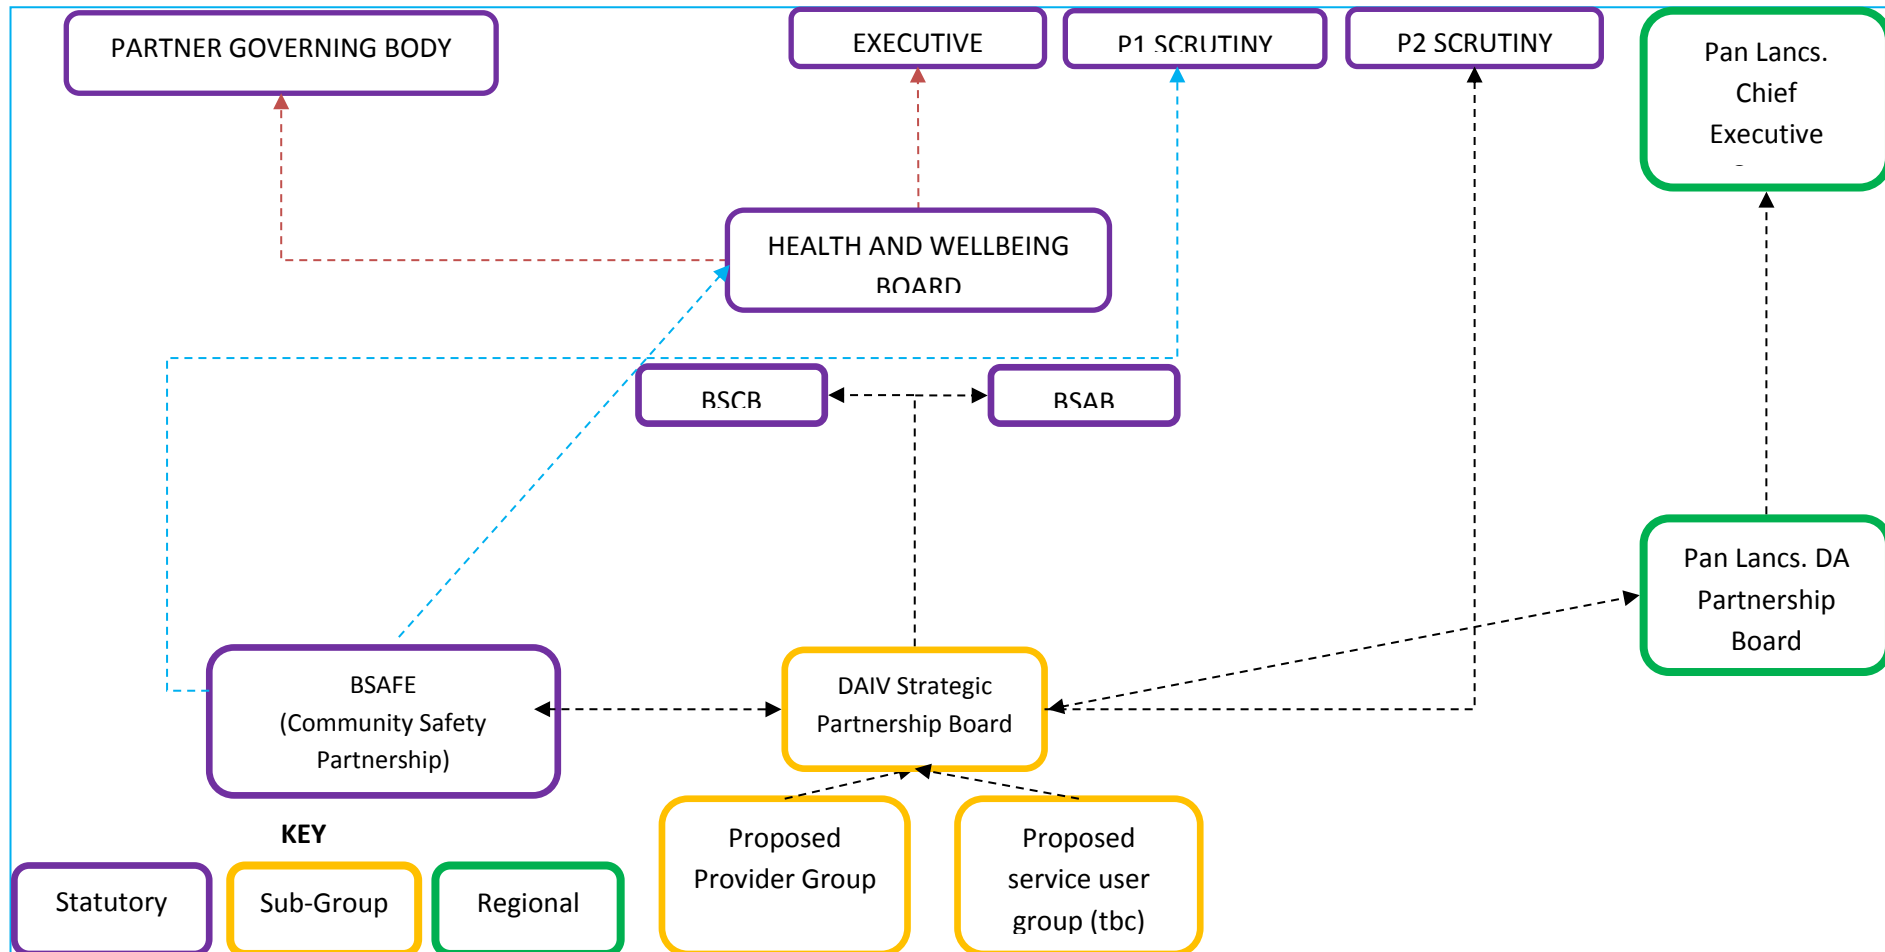 PARTNER GOVERNING BODY
EXECUTIVE
P1 SCRUTINY
P2 SCRUTINY
Pan Lancs.
Chief
Executive
HEALTH AND WELLBEING
BOARD
BSCB
BSAB
Pan Lancs. DA
Partnership
Board
BSAFE
(Community Safety
Partnership)
DAIV Strategic
Partnership Board
Proposed
Provider Group
Proposed
service user
group (tbc)
KEY
Statutory
Sub-Group
Regional